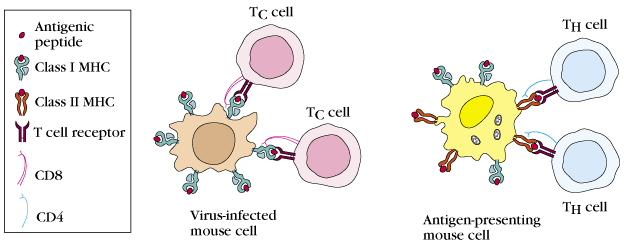 Antigenic
peptide
Class I MHC
Class II MHC
T cell receptor
CD8
CD4
TC cell
TC cell
Virus-infected
mouse cell
TH cell
TH cell
Antigen-presenting
mouse cell